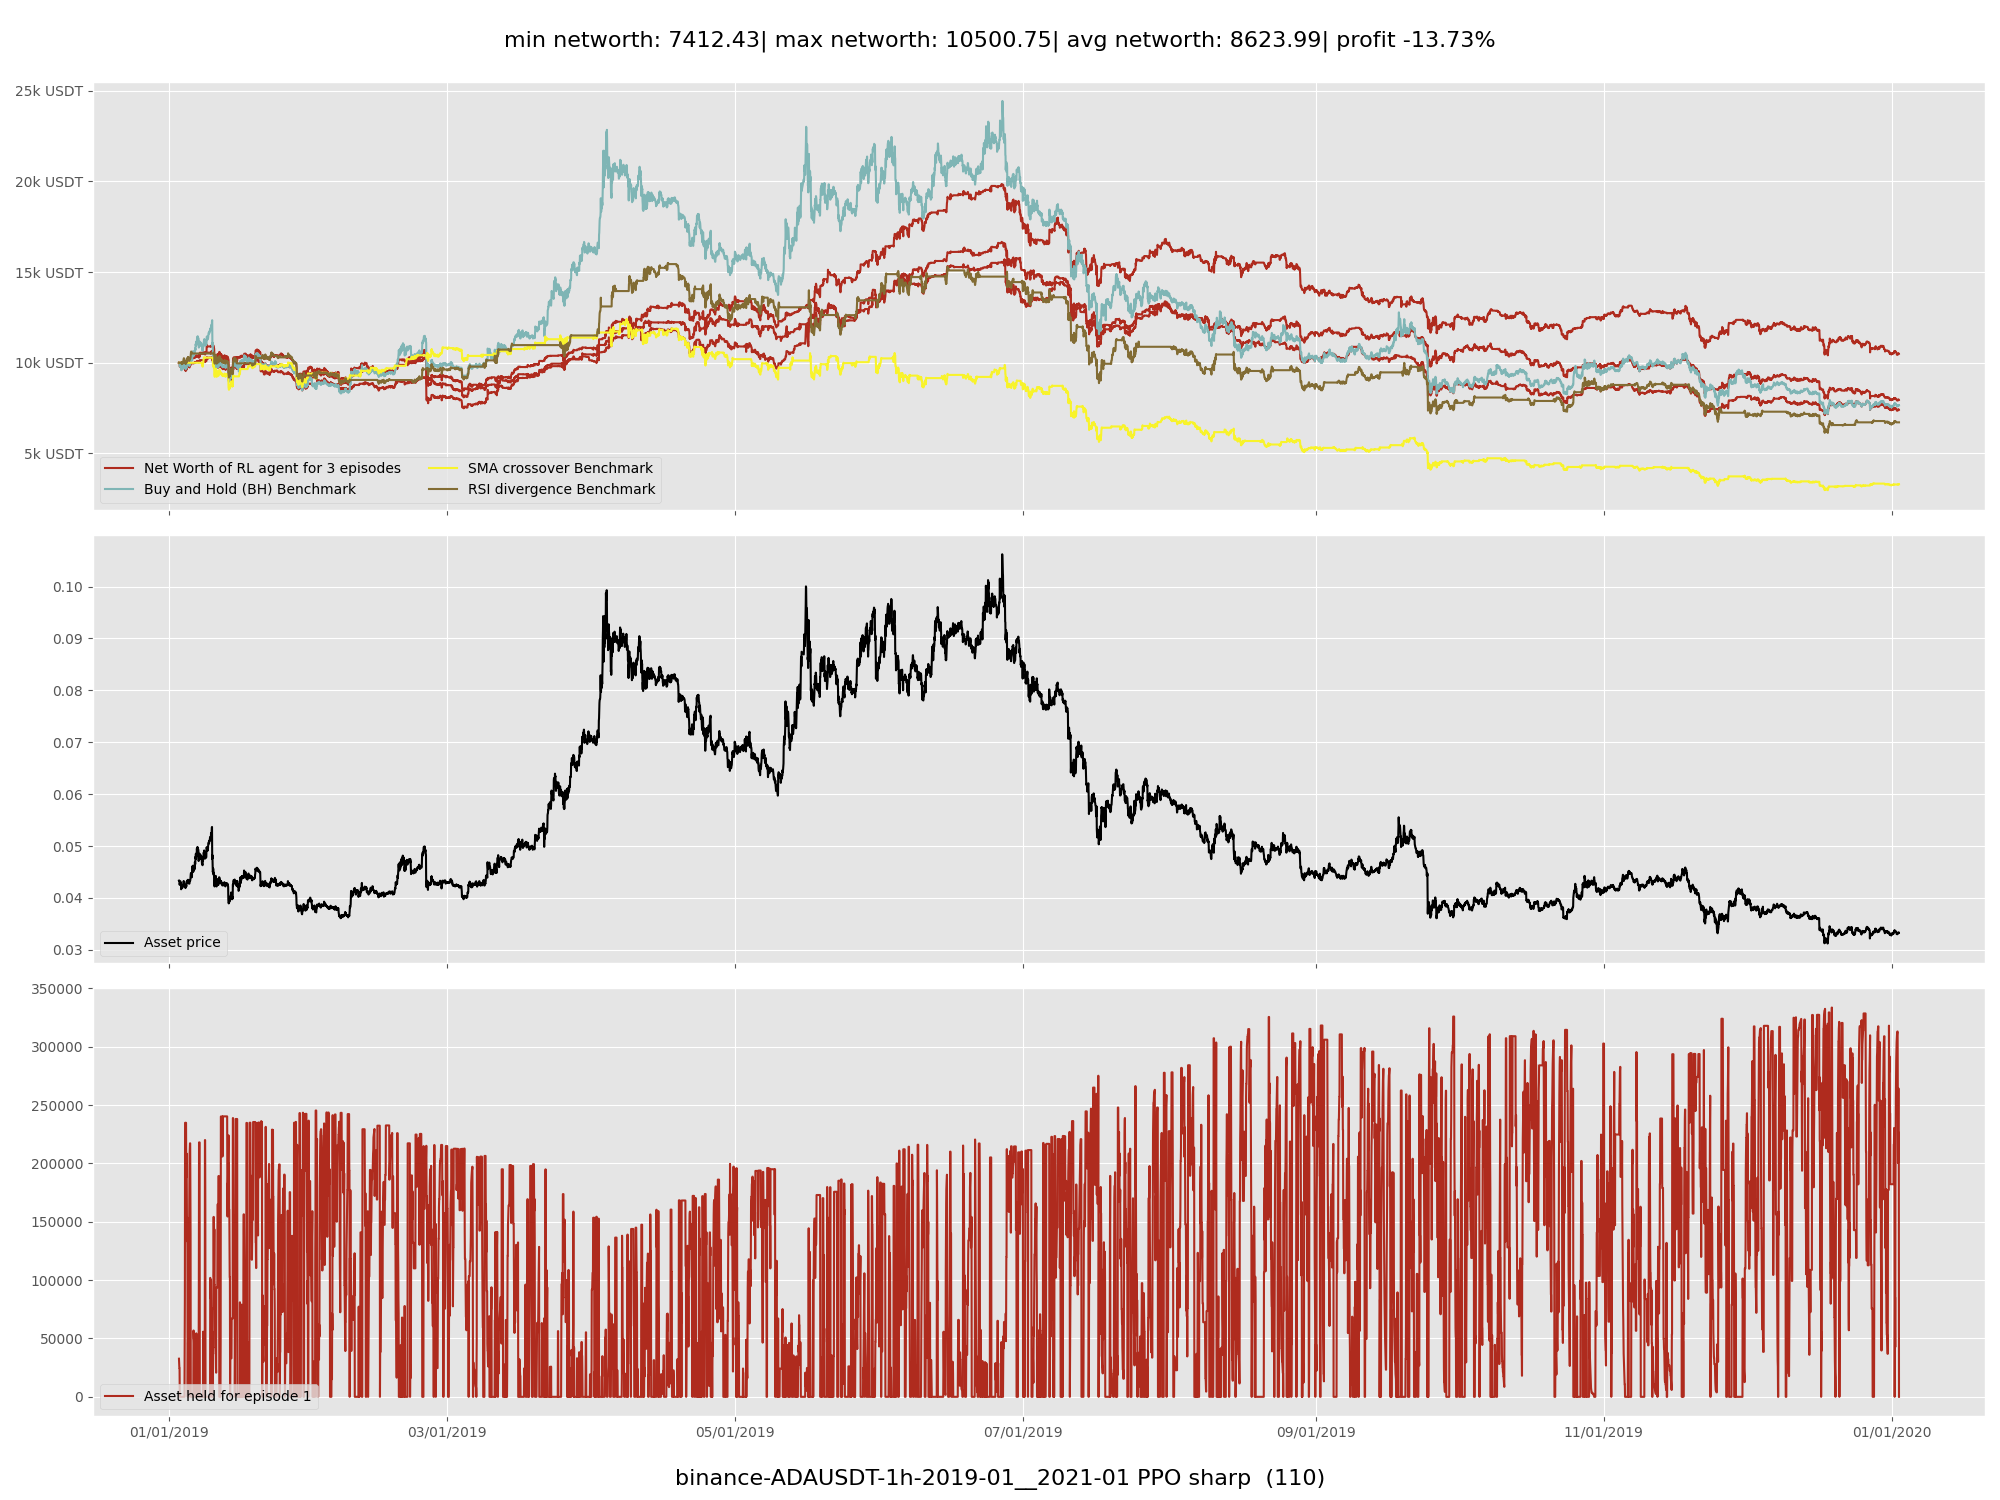 min networth: 7412.43| max networth: 10500.75| avg networth: 8623.99| profit -13.73%
25k USDT
20k USDT
15k USDT
10k USDT
5k USDT
Net Worth of RL agent for 3 episodes
Buy and Hold (BH) Benchmark
SMA crossover Benchmark
RSI divergence Benchmark
0.10
0.09
0.08
0.07
0.06
0.05
0.04
0.03
Asset price
350000
300000
250000
200000
150000
100000
50000
0
Asset held for episode 1
01/01/2019 03/01/2019 05/01/2019 07/01/2019 09/01/2019 11/01/2019 01/01/2020
binance-ADAUSDT-1h-2019-01__2021-01 PPO sharp (110)